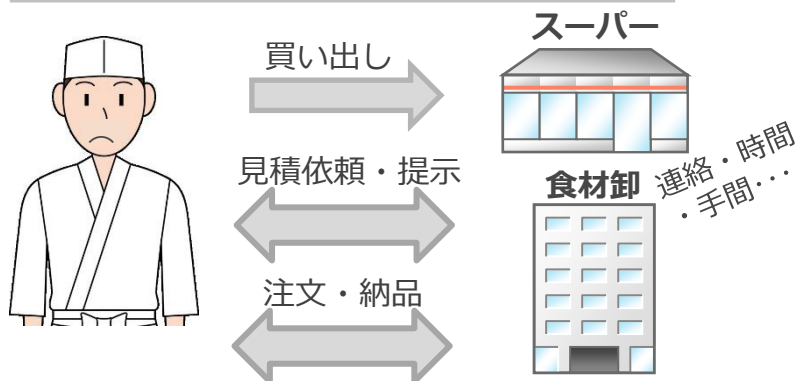 スーパー
買い出し
見積依頼・提示
食材卸
連絡・時間
・手間･･･
注文・納品